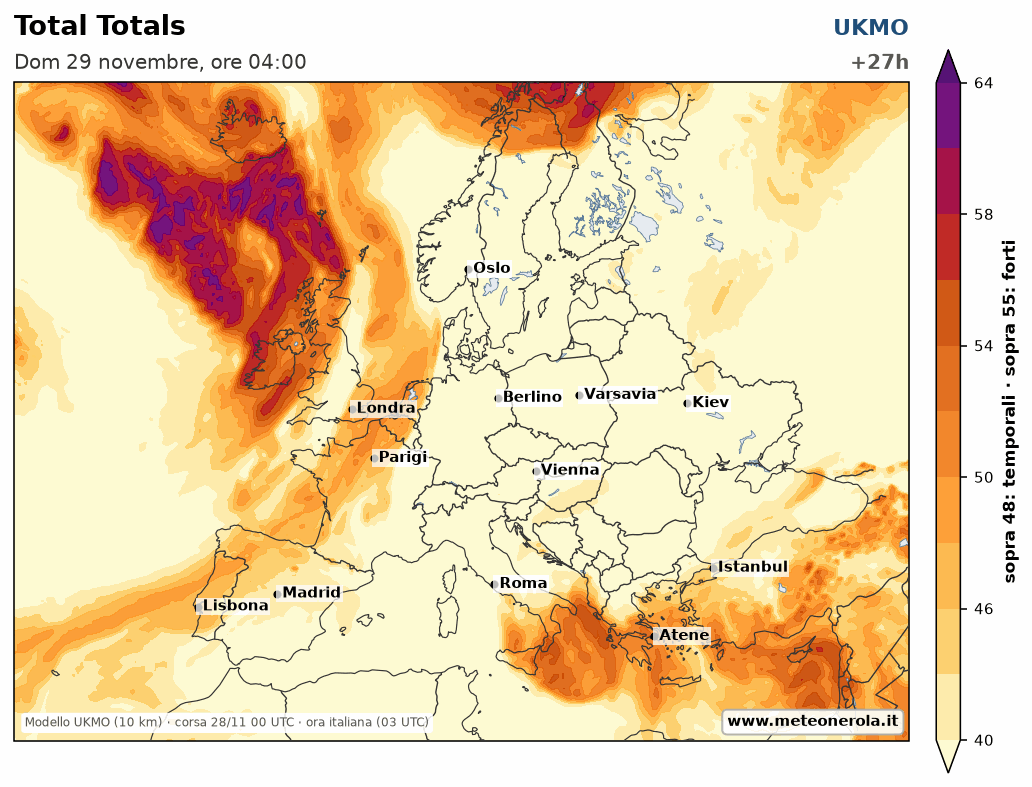 Total Totals
UKMO
Dom 29 novembre, ore 04:00
+27h
64
58
54
50
46
40
sopra 48: temporali · sopra 55: forti
Oslo
Berlino
Varsavia
Kiev
Londra
Parigi
Vienna
Istanbul
Roma
Madrid
Lisbona
Atene
Modello UKMO (10 km) · corsa 28/11 00 UTC · ora italiana (03 UTC)
www.meteonerola.it